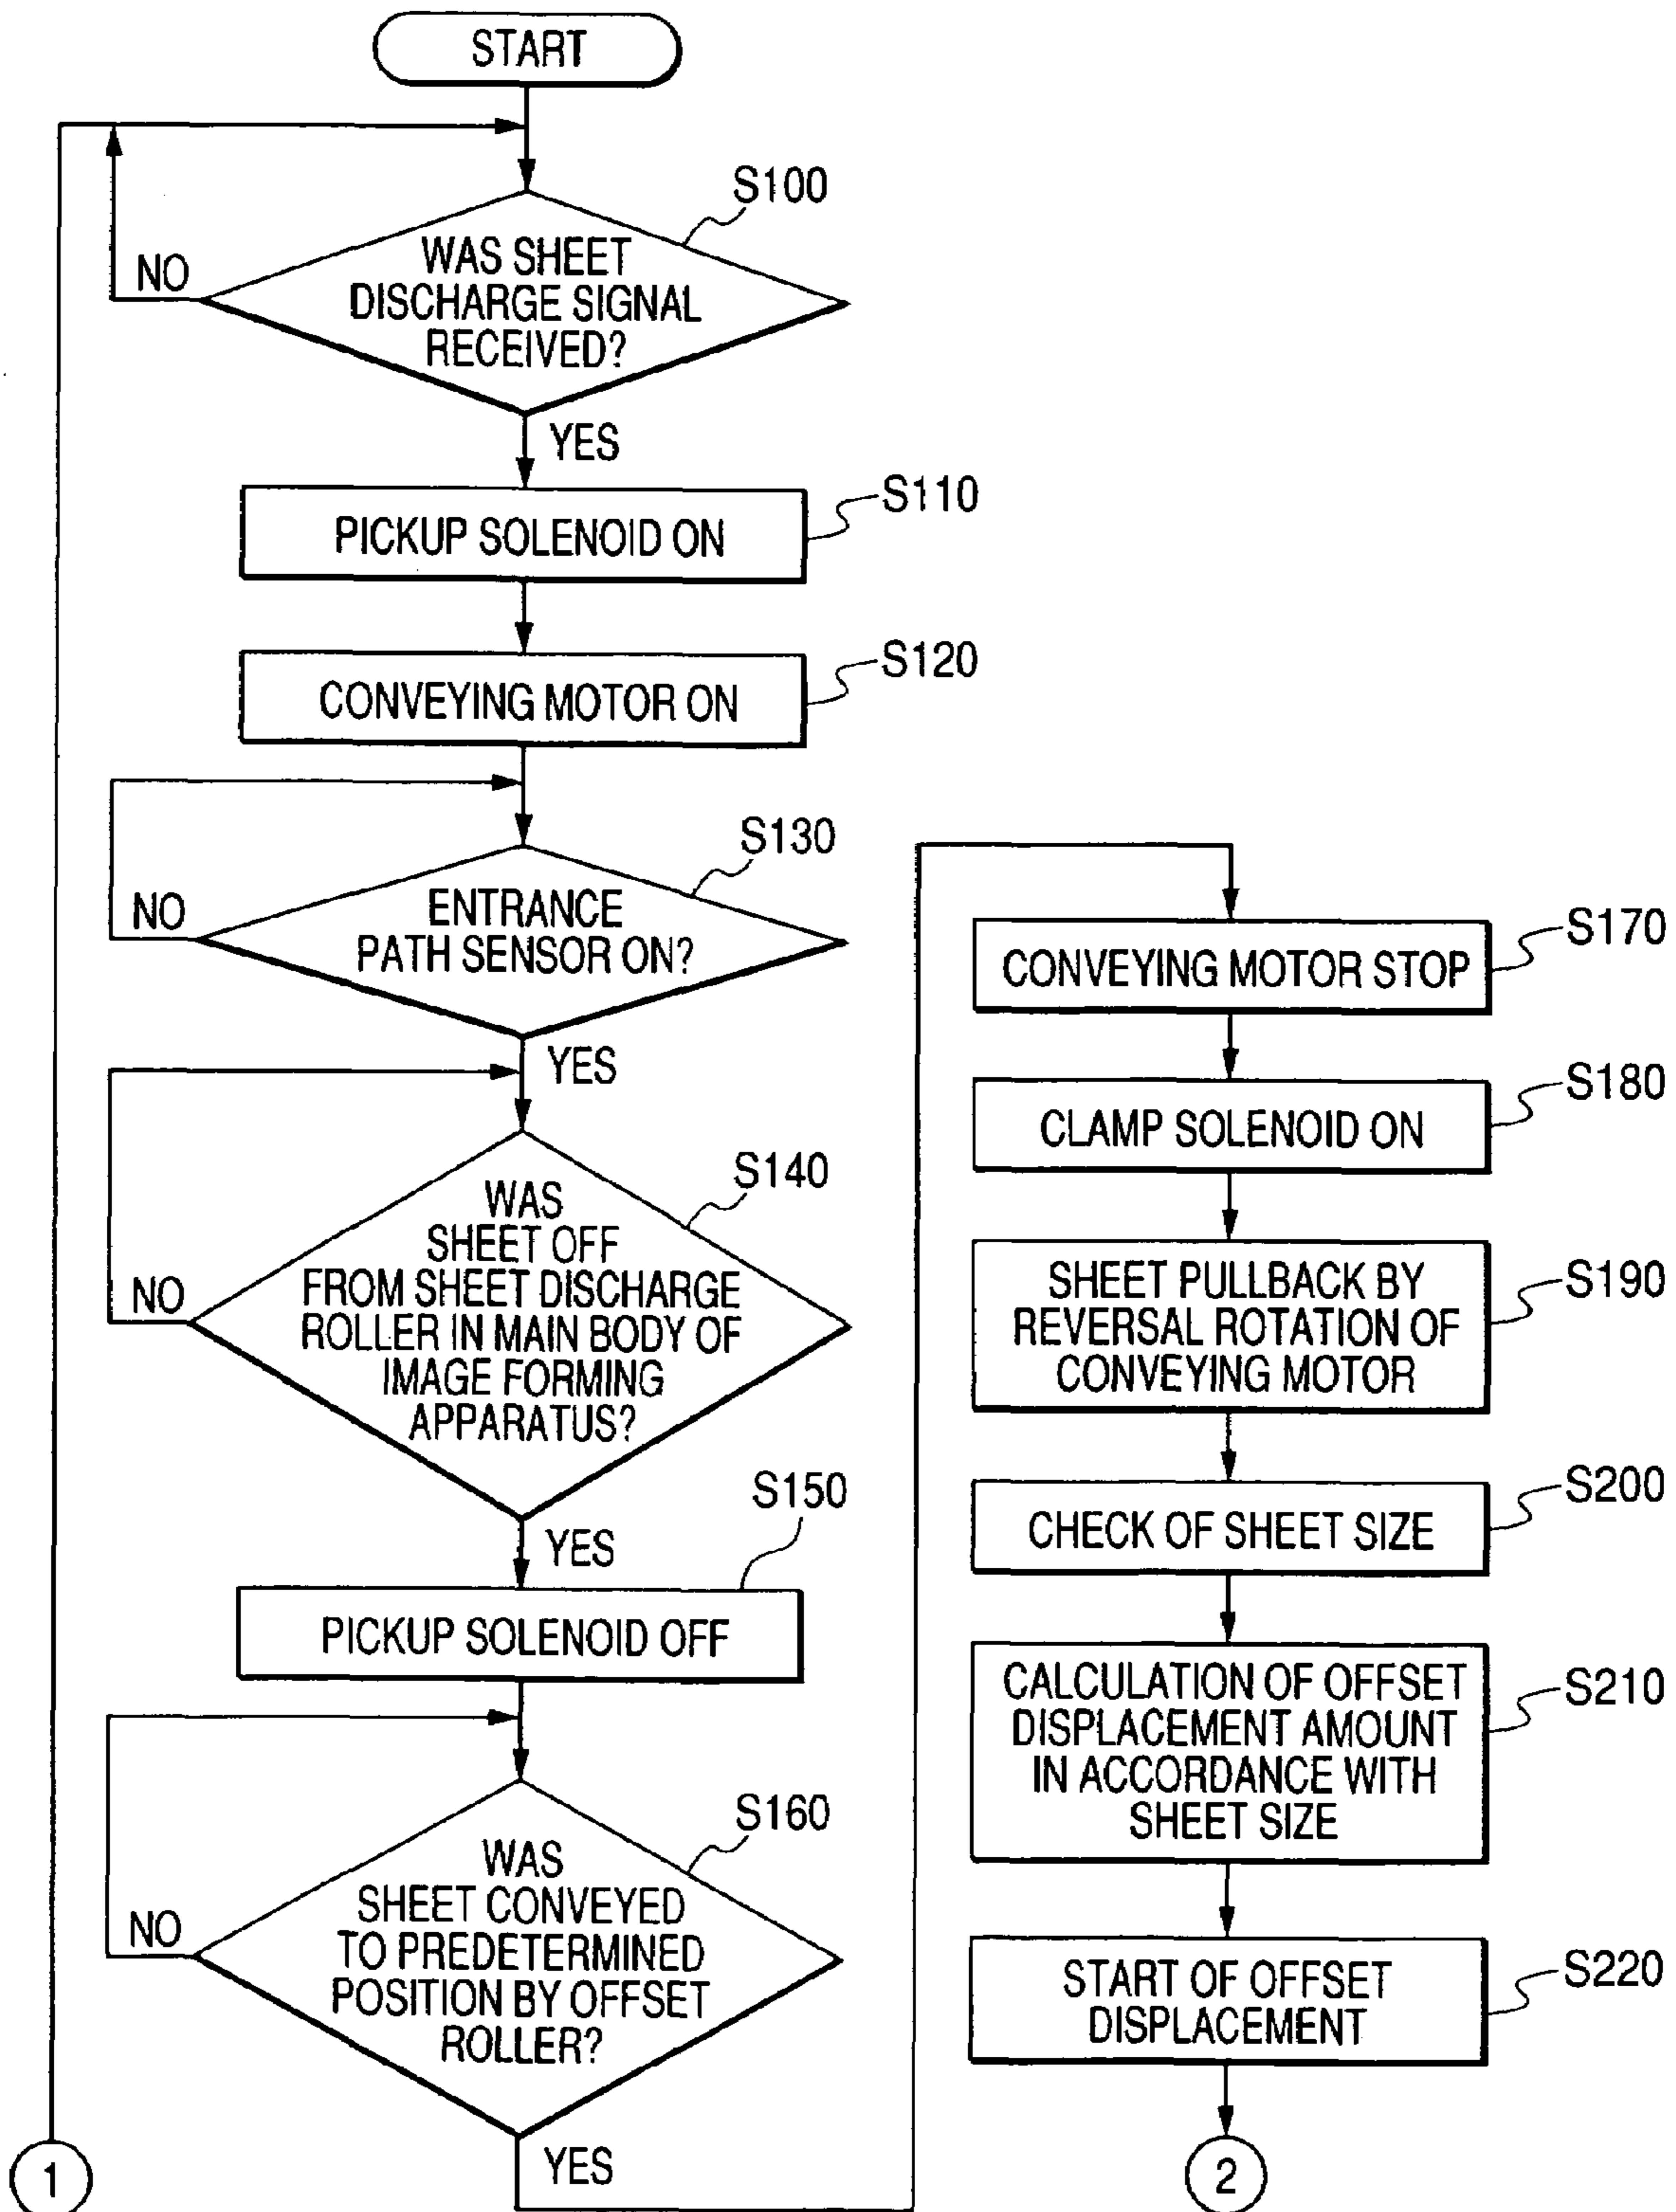 START
S100
WAS SHEET
DISCHARGE SIGNAL
RECEIVED?
NO
YES
S110
PICKUP SOLENOID ON
S120
CONVEYING MOTOR ON
S130
ENTRANCE
PATH SENSOR ON?
NO
YES
S140
WAS
SHEET OFF
FROM SHEET DISCHARGE
ROLLER IN MAIN BODY OF
IMAGE FORMING
APPARATUS?
NO
YES
S150
PICKUP SOLENOID OFF
S160
WAS
SHEET CONVEYED
TO PREDETERMINED
POSITION BY OFFSET
ROLLER?
NO
YES
1
S170
CONVEYING MOTOR STOP
S180
CLAMP SOLENOID ON
S190
SHEET PULLBACK BY
REVERSAL ROTATION OF
CONVEYING MOTOR
S200
CHECK OF SHEET SIZE
S210
CALCULATION OF OFFSET
DISPLACEMENT AMOUNT
IN ACCORDANCE WITH
SHEET SIZE
S220
START OF OFFSET
DISPLACEMENT
2